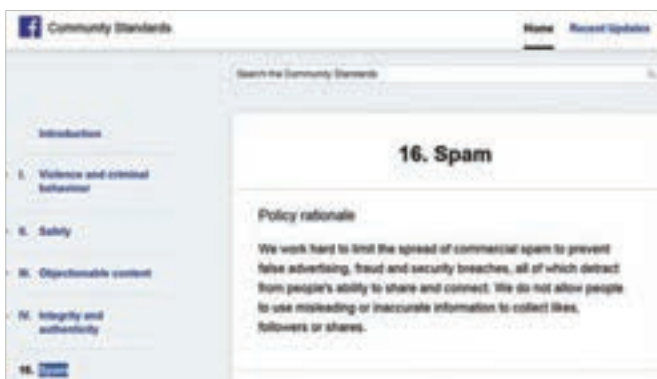 Community Standards
Home Recent Updates
Search the Community Standards
Introduction
I. Violence and criminal
behaviour
II. Safety
III. Objectionable content
IV. Integrity and
authenticity
16. Spam
16. Spam
Policy rationale
We work hard to limit the spread of commercial spam to prevent
false advertising, fraud and security breaches, all of which detract
from people's ability to share and connect. We do not allow people
to use misleading or inaccurate information to collect likes,
followers or shares.